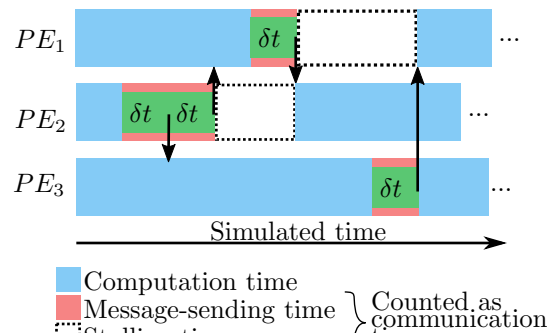 PE1 δt ...
PE2 δt δt ...
PE3 δt ...
Simulated time
Computation time
Message-sending time
Counted as
communication